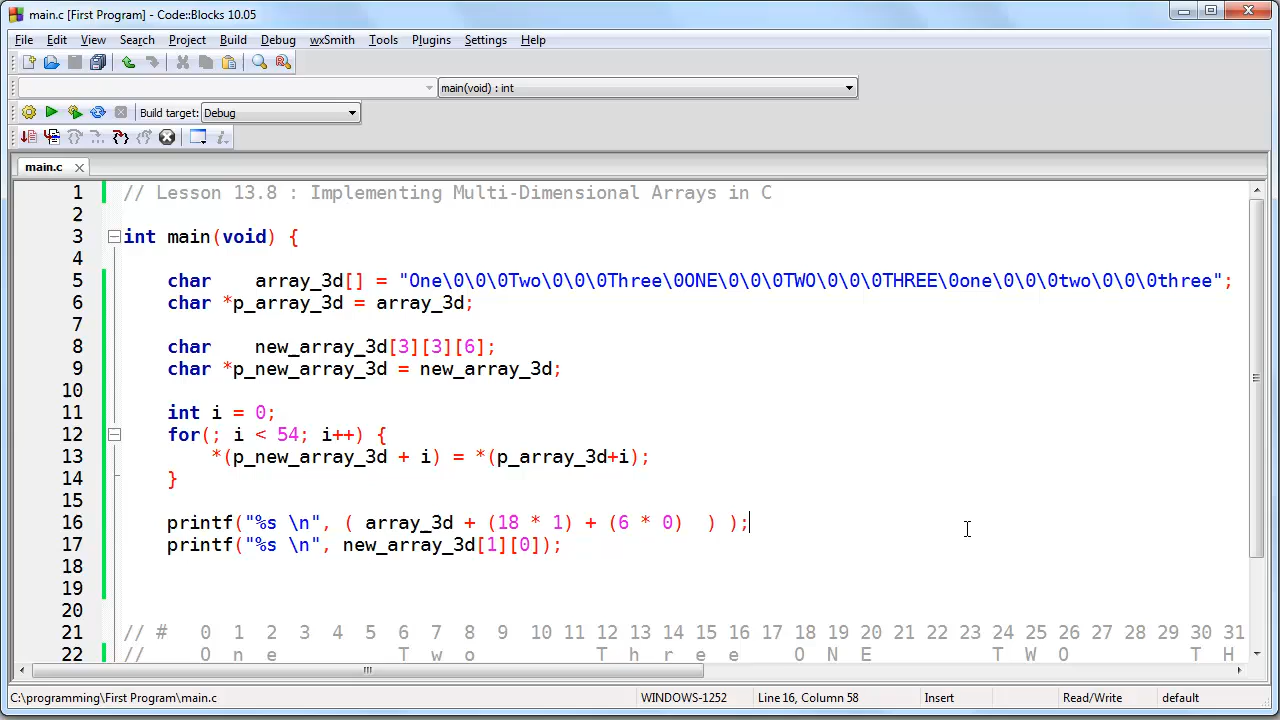 main.c [First Program] - Code::Blocks 10.05
File Edit View Search Project Build Debug wxSmith Tools Plugins Settings Help
main(void) : int
Build target: Debug
main.c
1 // Lesson 13.8 : Implementing Multi-Dimensional Arrays in C
2
3 int main(void) {
4
5 char array_3d[] = "One\0\0\0Two\0\0\0Three\0ONE\0\0\0TWO\0\0\0THREE\0one\0\0\0two\0\0\0three";
6 char *p_array_3d = array_3d;
7
8 char new_array_3d[3][3][6];
9 char *p_new_array_3d = new_array_3d;
10
11 int i = 0;
12 for(; i < 54; i++) {
13 *(p_new_array_3d + i) = *(p_array_3d+i);
14 }
15
16 printf("%s \n", ( array_3d + (18 * 1) + (6 * 0) ) );
17 printf("%s \n", new_array_3d[1][0]);
18
19
20
21 // # 0 1 2 3 4 5 6 7 8 9 10 11 12 13 14 15 16 17 18 19 20 21 22 23 24 25 26 27 28 29 30 31
22 // O n e T w o T h r e e O N E T W O T H
C:\programming\First Program\main.c WINDOWS-1252 Line 16, Column 58 Insert Read/Write default